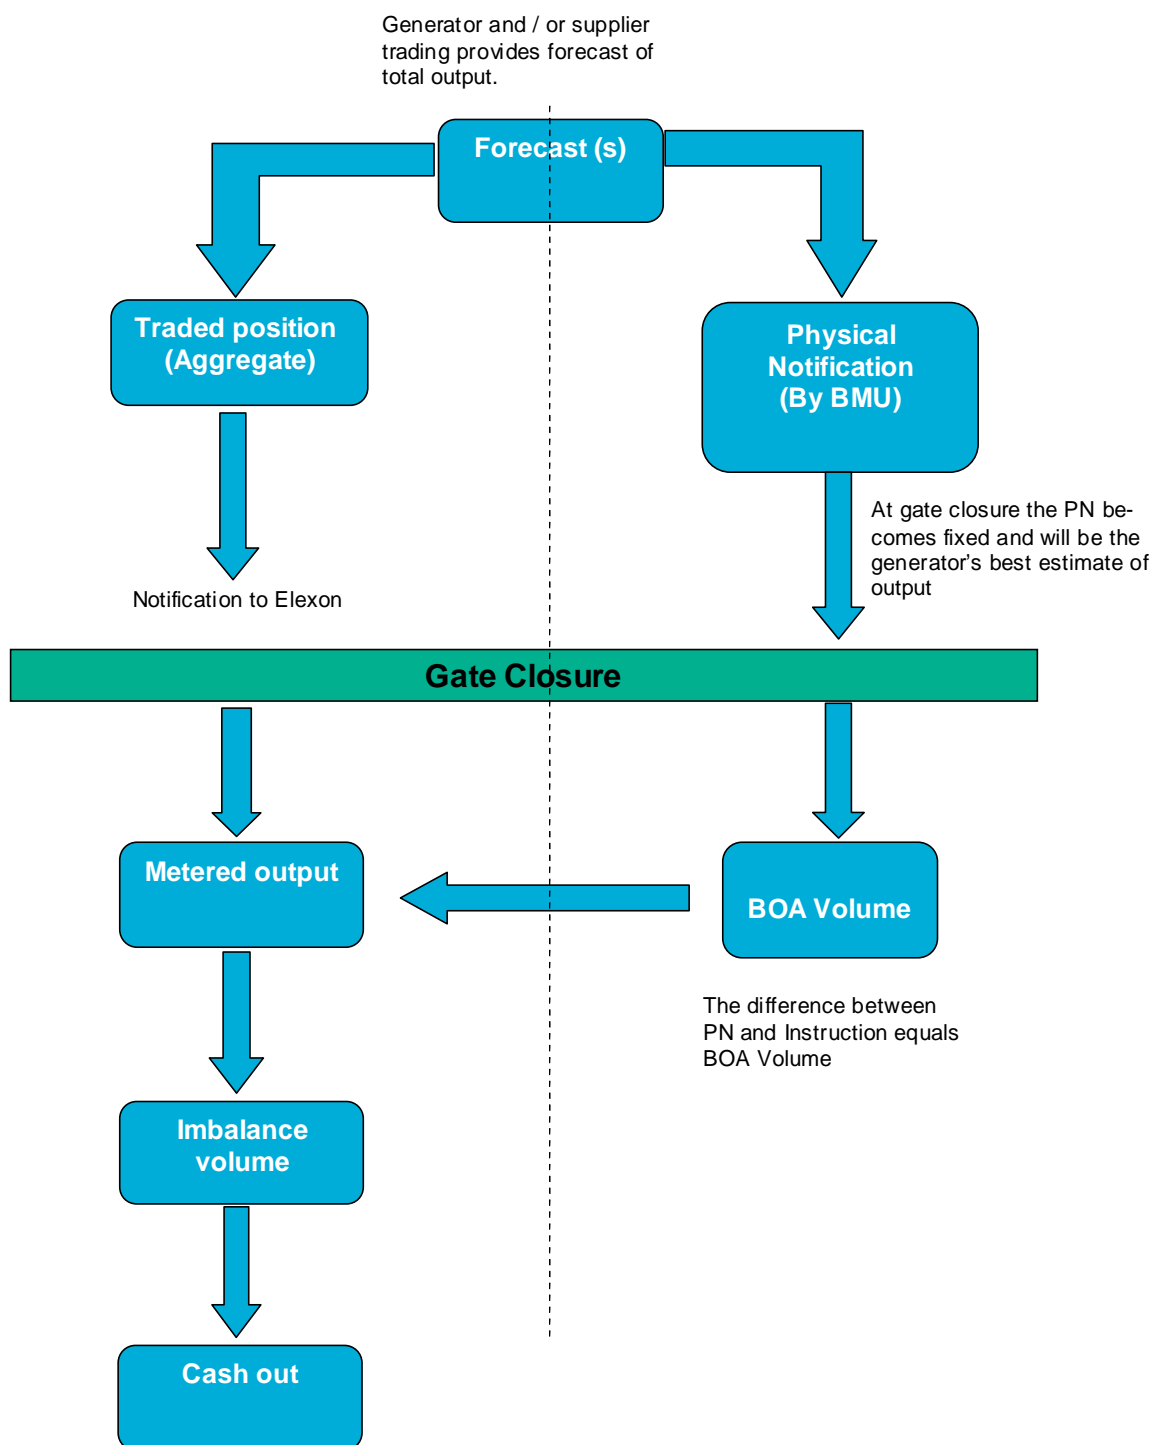 Generator and / or supplier
trading provides forecast of
total output.
Forecast (s)
Traded position
(Aggregate)
Physical
Notification
(By BMU)
At gate closure the PN be-
comes fixed and will be the
generator’s best estimate of
output
Notification to Elexon
Gate Closure
Metered output
BOA Volume
The difference between
PN and Instruction equals
BOA Volume
Imbalance
volume
Cash out